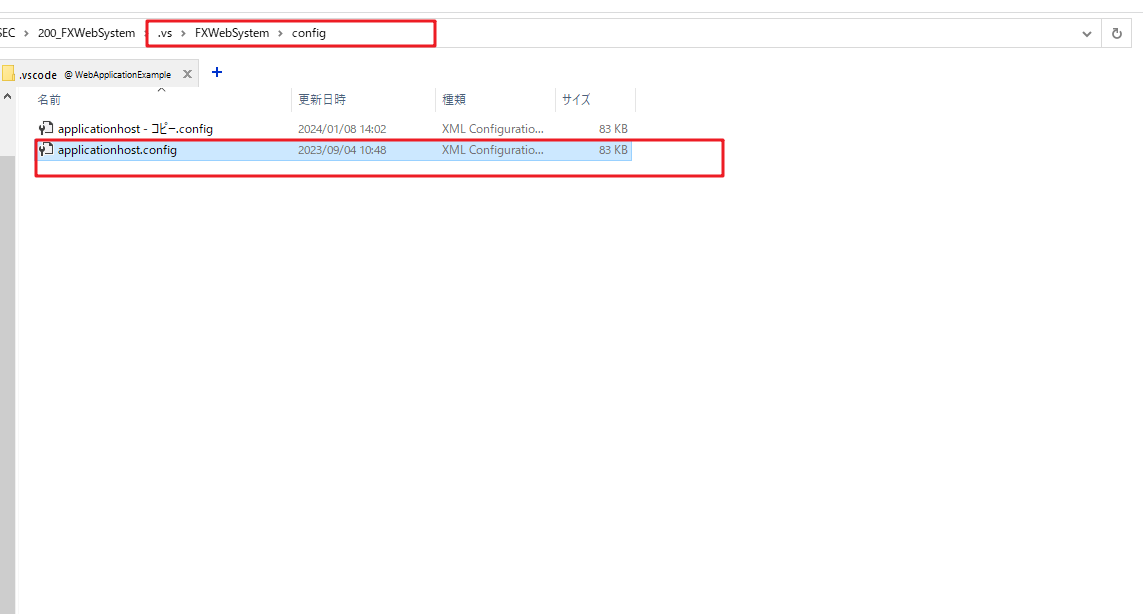 SEC > 200_FXWebSystem > .vs > FXWebSystem > config
.vscode @ WebApplicationExample
名前 更新日時 種類 サイズ
applicationhost - コピー.config 2024/01/08 14:02 XML Configuratio... 83 KB
applicationhost.config 2023/09/04 10:48 XML Configuratio... 83 KB